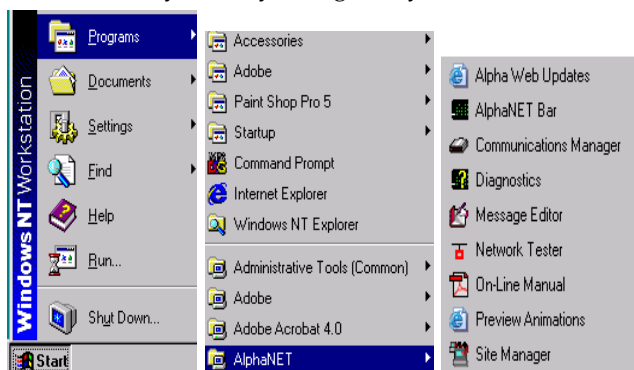 Windows NT Workstation
Programs
Documents
Settings
Find
Help
Run...
Shut Down...
Start
Accessories
Adobe
Paint Shop Pro 5
Startup
Command Prompt
Internet Explorer
Windows NT Explorer
Administrative Tools (Common)
Adobe
Adobe Acrobat 4.0
AlphaNET
Alpha Web Updates
AlphaNET Bar
Communications Manager
Diagnostics
Message Editor
Network Tester
On-Line Manual
Preview Animations
Site Manager